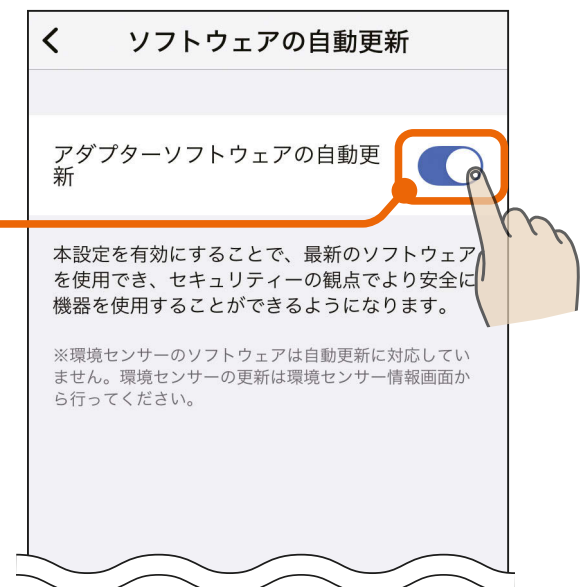 ソフトウェアの自動更新
アダプターソフトウェアの自動更
新
本設定を有効にすることで、最新のソフトウェア
を使用でき、セキュリティーの観点でより安全に
機器を使用することができるようになります。
※環境センサーのソフトウェアは自動更新に対応してい
ません。環境センサーの更新は環境センサー情報画面か
ら行ってください。